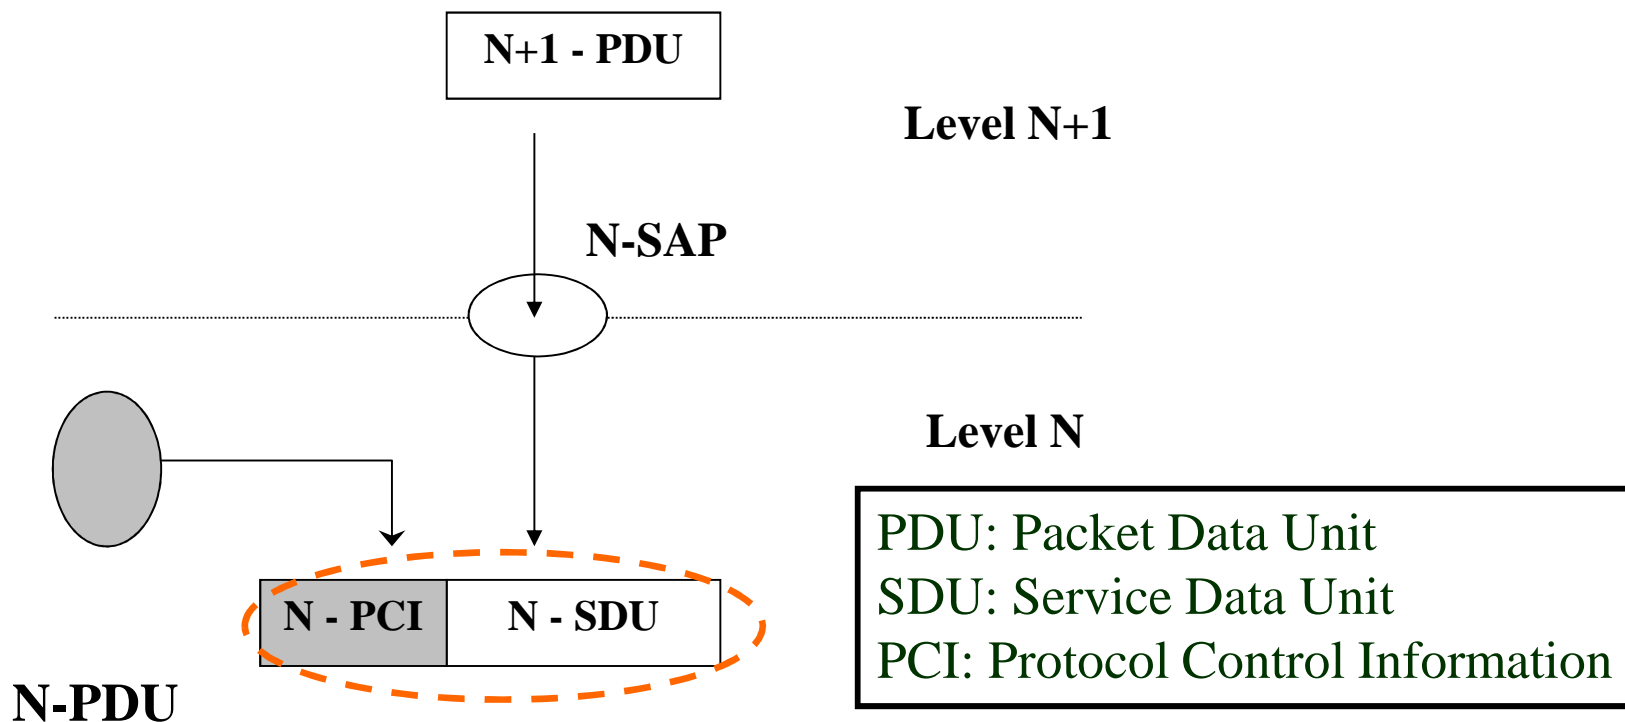 N+1 - PDU
Level N+1
N-SAP
Level N
PDU: Packet Data Unit
SDU: Service Data Unit
PCI: Protocol Control Information
N - PCI
N - SDU
N-PDU